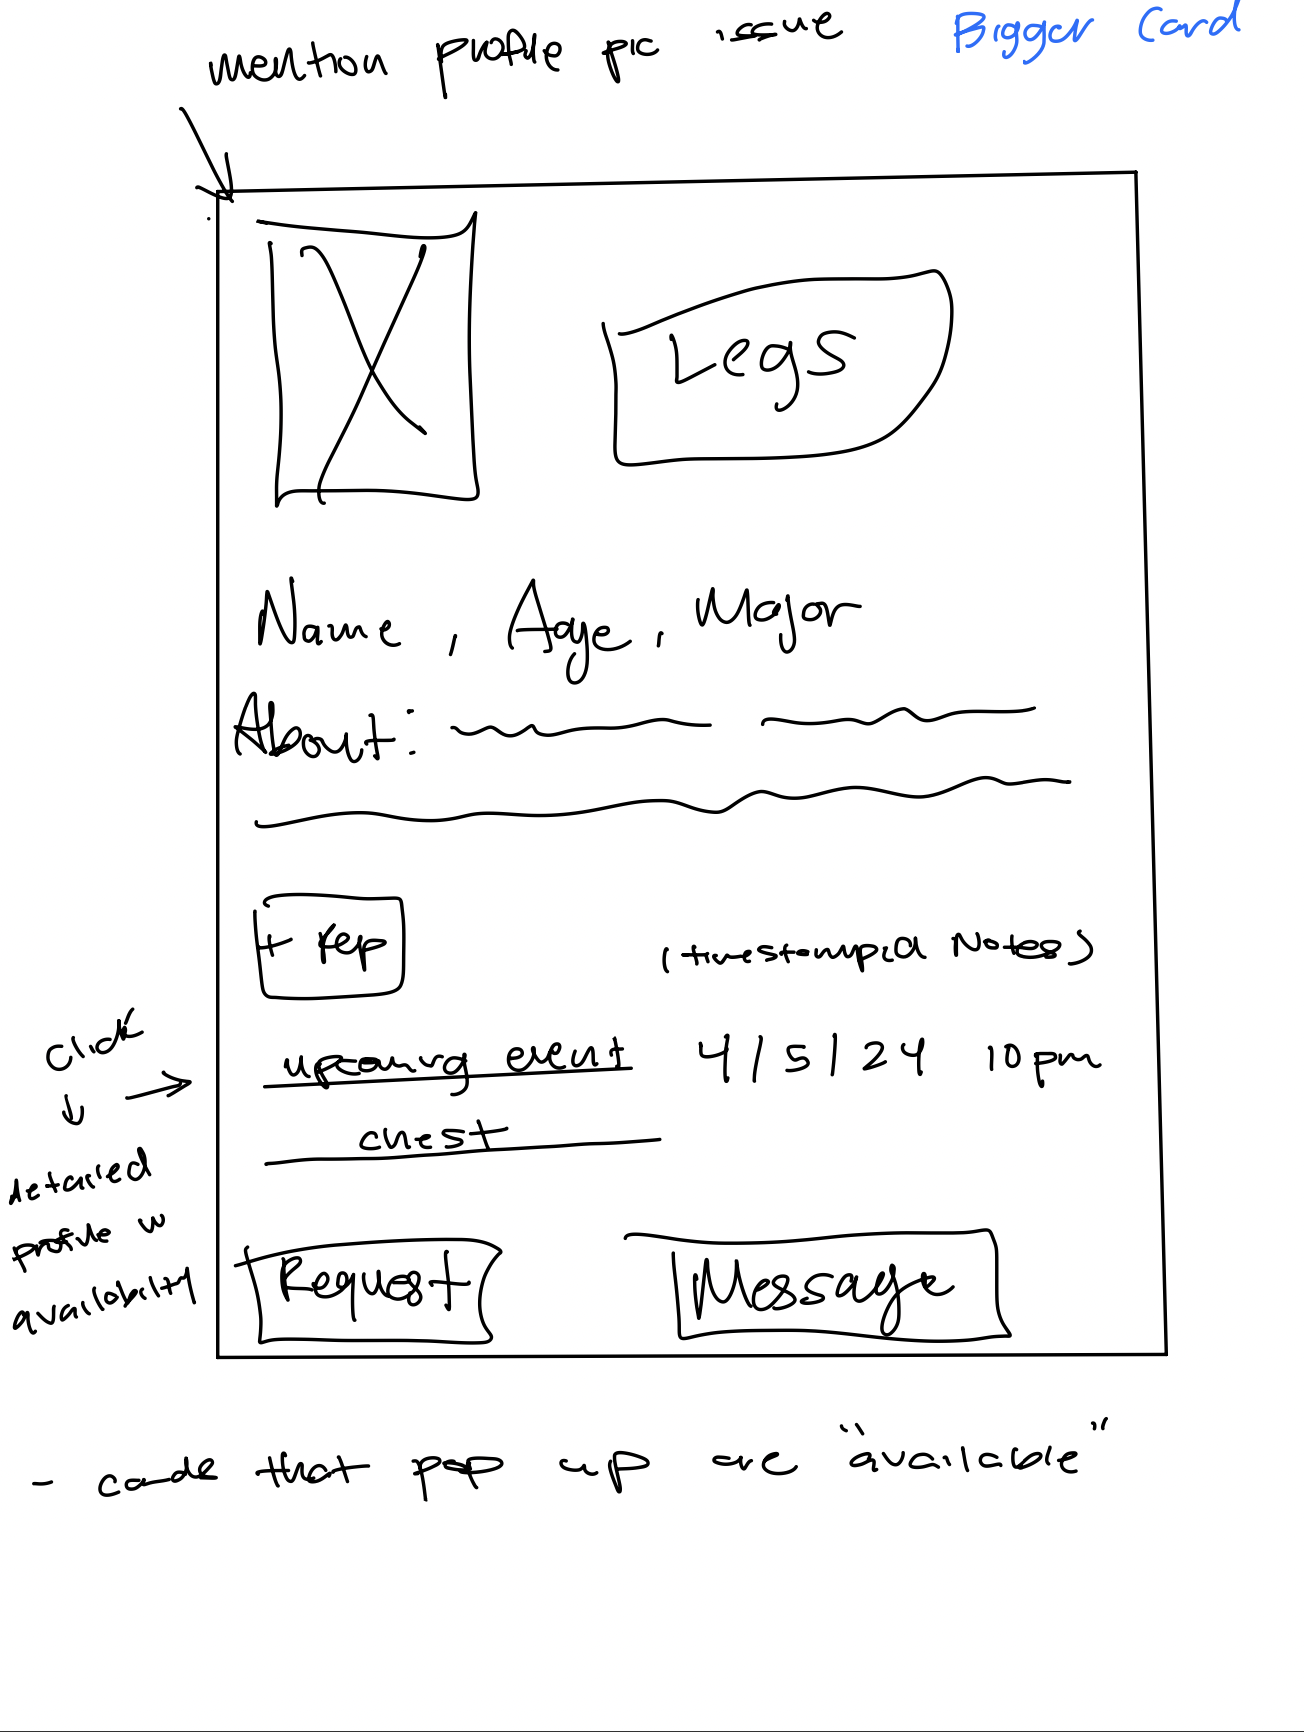 mention profile pic issue
Bigger Card
Legs
Name, Age, Major
About:
+ rep
(timestamped Notes)
click
upcoming event 4/5/24 10pm
chest
detailed
profile w
availability
Request
Message
- cards that pop up are "available"